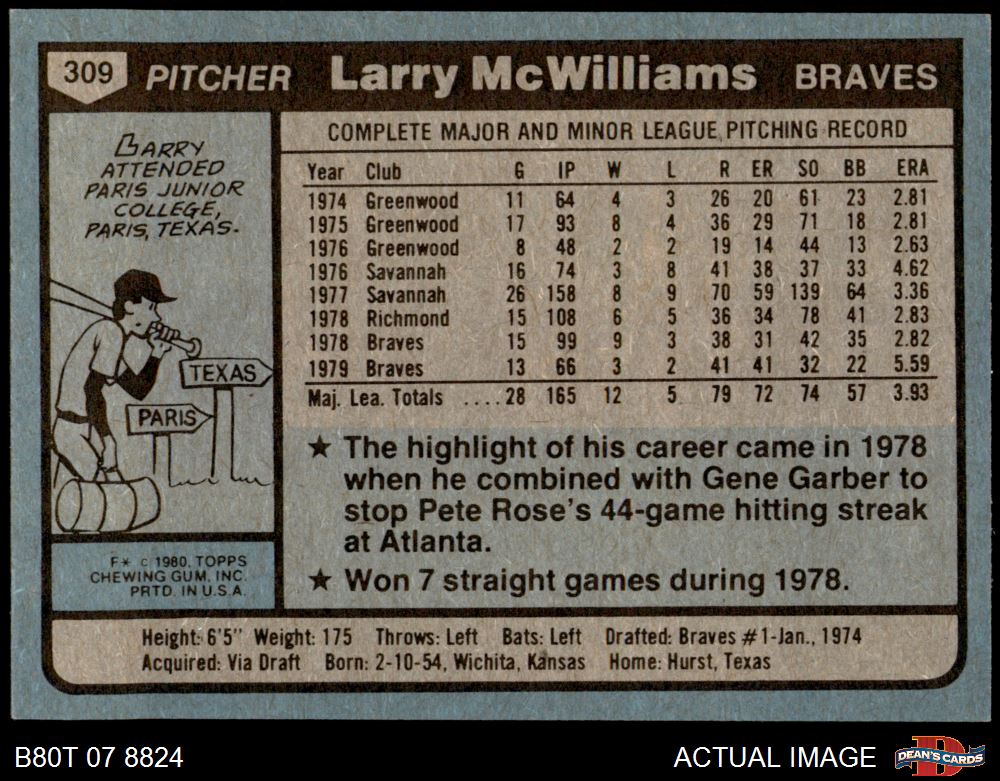 309 PITCHER Larry McWilliams BRAVES
LARRY
ATTENDED
PARIS JUNIOR
COLLEGE,
PARIS, TEXAS.
TEXAS
PARIS
F* © 1980. TOPPS
CHEWING GUM, INC.
PRTD. IN U.S.A.
COMPLETE MAJOR AND MINOR LEAGUE PITCHING RECORD
Year Club G IP W L R ER SO BB ERA
1974 Greenwood 11 64 4 3 26 20 61 23 2.81
1975 Greenwood 17 93 8 4 36 29 71 18 2.81
1976 Greenwood 8 48 2 2 19 14 44 13 2.63
1976 Savannah 16 74 3 8 41 38 37 33 4.62
1977 Savannah 26 158 8 9 70 59 139 64 3.36
1978 Richmond 15 108 6 5 36 34 78 41 2.83
1978 Braves 15 99 9 3 38 31 42 35 2.82
1979 Braves 13 66 3 2 41 41 32 22 5.59
Maj. Lea. Totals ....28 165 12 5 79 72 74 57 3.93
★ The highlight of his career came in 1978
when he combined with Gene Garber to
stop Pete Rose's 44-game hitting streak
at Atlanta.
★ Won 7 straight games during 1978.
Height: 6'5" Weight: 175 Throws: Left Bats: Left Drafted: Braves #1-Jan., 1974
Acquired: Via Draft Born: 2-10-54, Wichita, Kansas Home: Hurst, Texas
B80T 07 8824 ACTUAL IMAGE DEAN'S CARDS